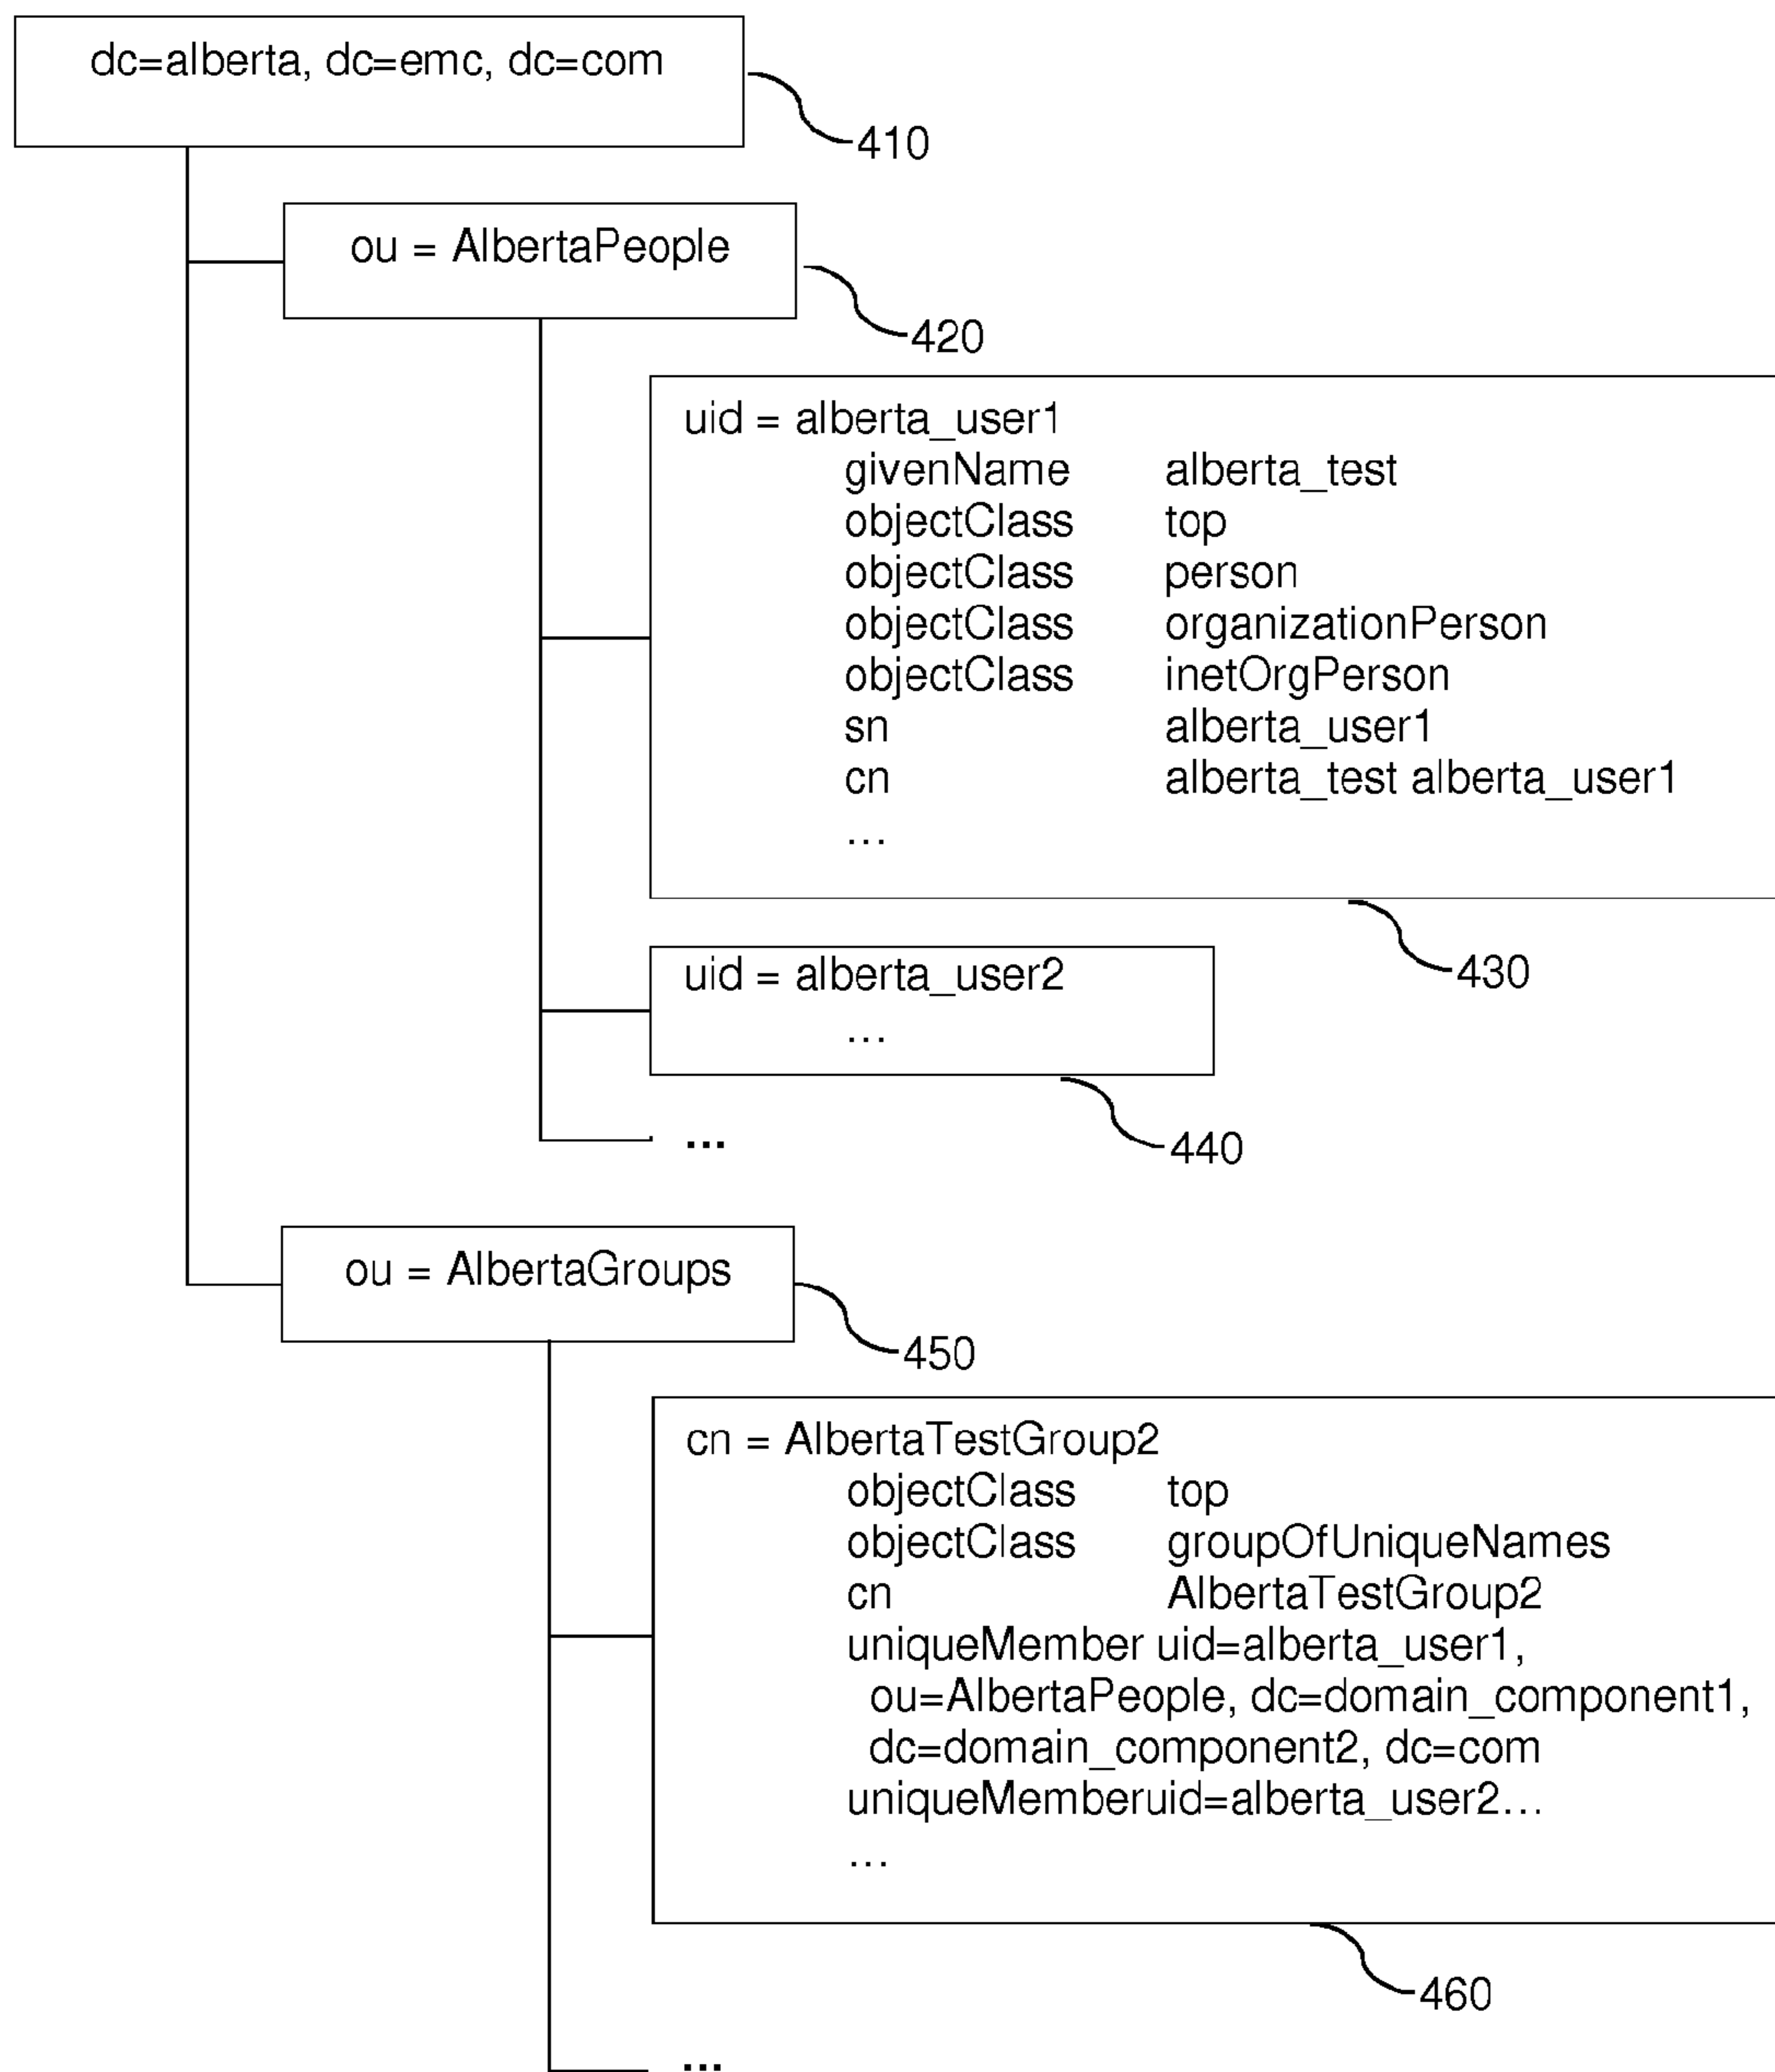 dc=alberta, dc=emc, dc=com
410
ou = AlbertaPeople
420
uid = alberta_user1
givenName alberta_test
objectClass top
objectClass person
objectClass organizationPerson
objectClass inetOrgPerson
sn alberta_user1
cn alberta_test alberta_user1
...
430
uid = alberta_user2
...
440
...
ou = AlbertaGroups
450
cn = AlbertaTestGroup2
objectClass top
objectClass groupOfUniqueNames
cn AlbertaTestGroup2
uniqueMember uid=alberta_user1,
ou=AlbertaPeople, dc=domain_component1,
dc=domain_component2, dc=com
uniqueMemberuid=alberta_user2...
...
460
...